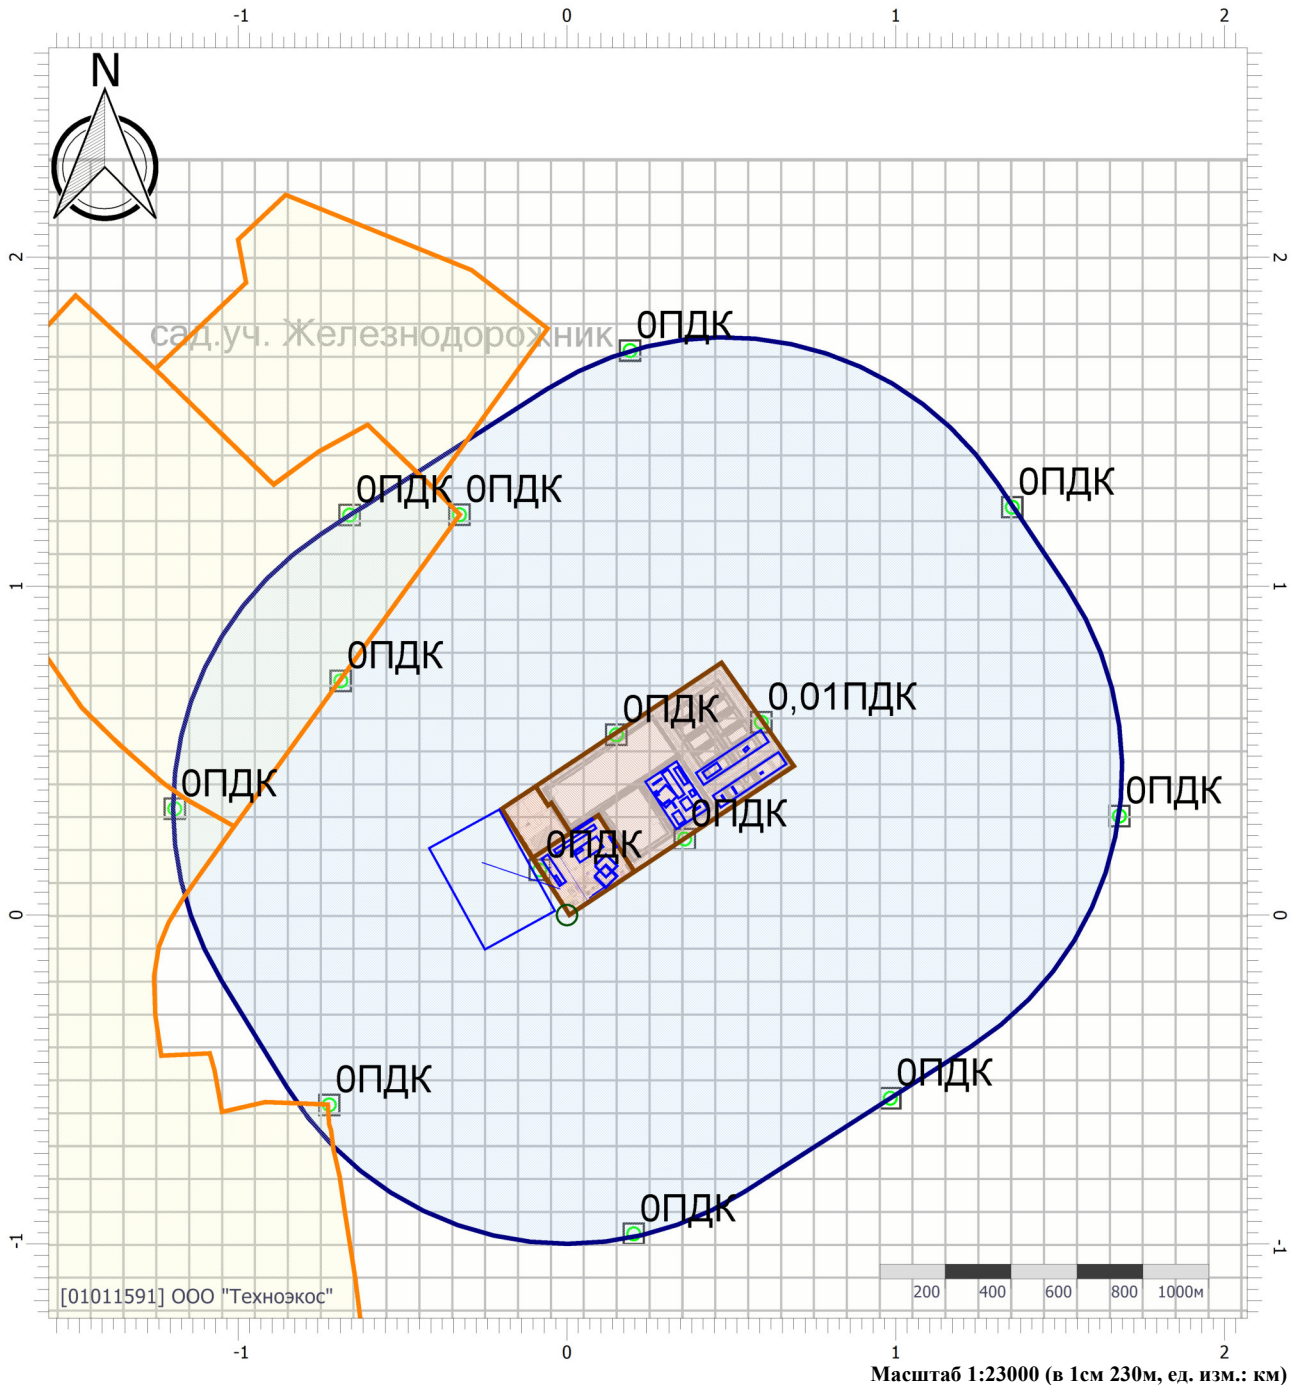 -1 0 1 2
N
2 2
сад.уч. Железнодорожник
0ПДК
0ПДК
0ПДК 0ПДК
1 1
0ПДК
0ПДК 0,01ПДК
0ПДК 0ПДК
0ПДК
0ПДК
0 0
0ПДК
0ПДК
0ПДК
-1 -1
200 400 600 800 1000м
[01011591] ООО "Техноэкос"
-1 0 1 2
Масштаб 1:23000 (в 1см 230м, ед. изм.: км)